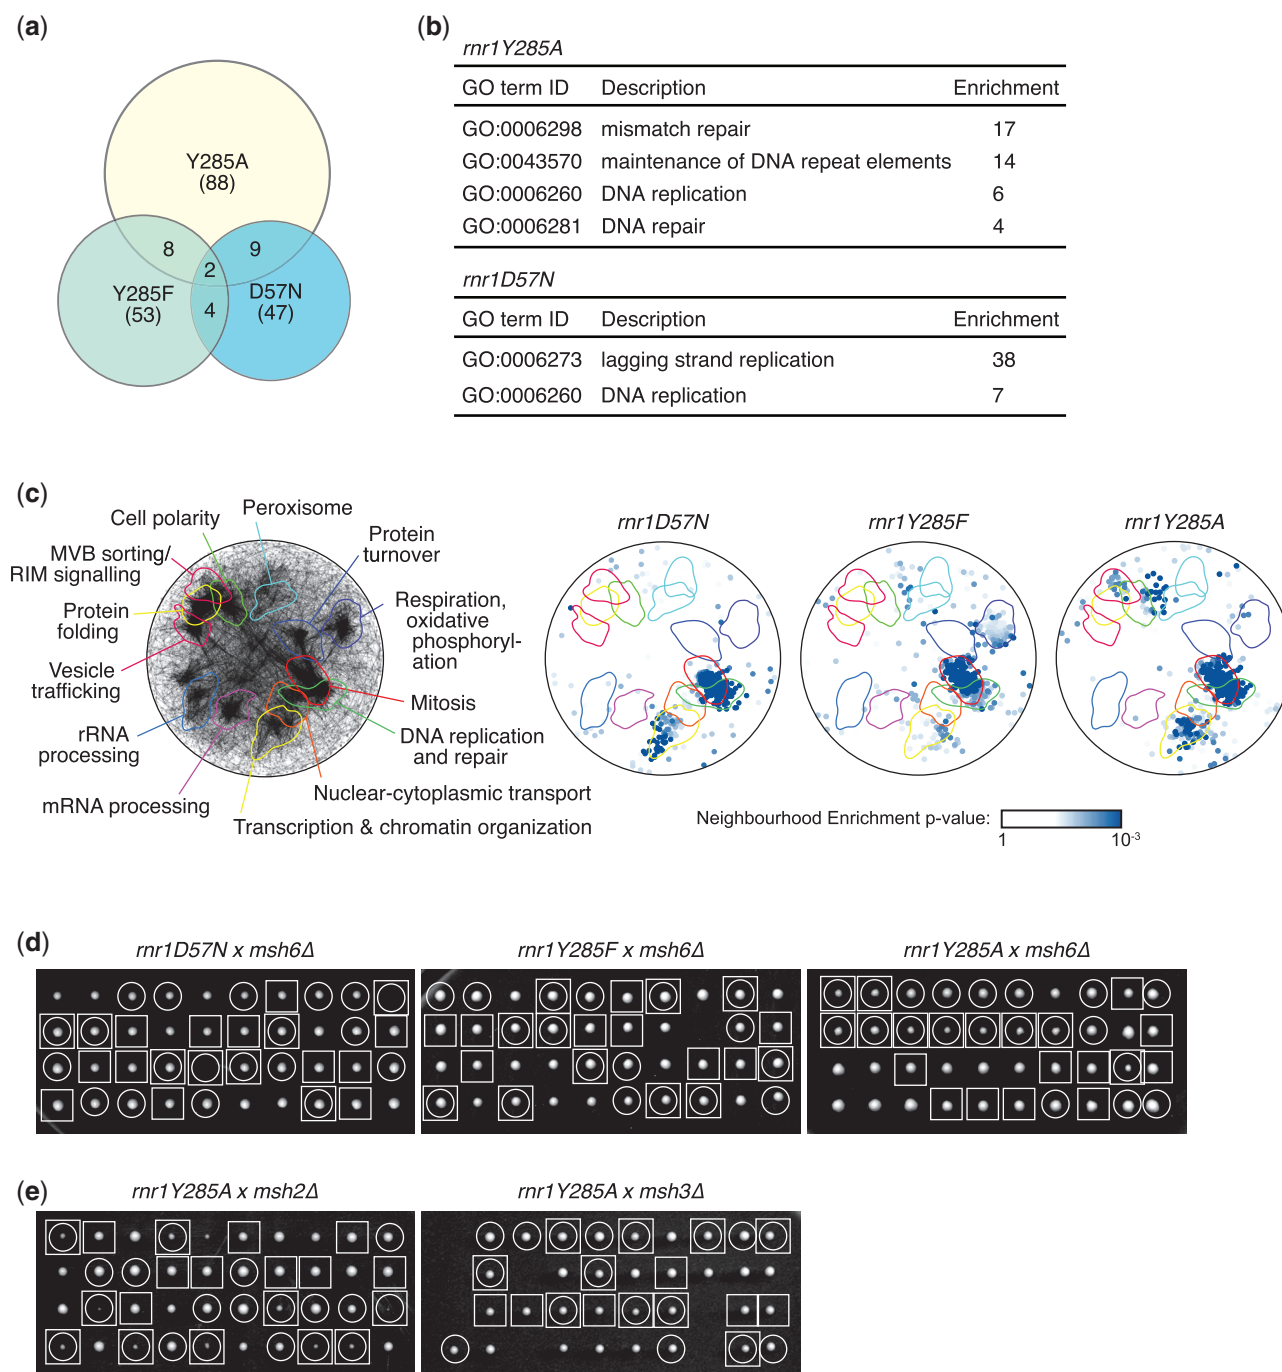 (a)
Y285A
(88)
8
9
2
Y285F
(53)
D57N
(47)
4
(b)
rnr1Y285A
GO term ID Description Enrichment
GO:0006298 mismatch repair 17
GO:0043570 maintenance of DNA repeat elements 14
GO:0006260 DNA replication 6
GO:0006281 DNA repair 4
rnr1D57N
GO term ID Description Enrichment
GO:0006273 lagging strand replication 38
GO:0006260 DNA replication 7
(c)
Peroxisome
Cell polarity
Protein
turnover
MVB sorting/
RIM signalling
Respiration,
oxidative
phosphoryl-
ation
Protein
folding
Vesicle
trafficking
Mitosis
rRNA
processing
DNA replication
and repair
mRNA processing
Nuclear-cytoplasmic transport
Transcription & chromatin organization
rnr1D57N
rnr1Y285F
rnr1Y285A
Neighbourhood Enrichment p-value:
1
10-3
(d)
rnr1D57N x msh6Δ
rnr1Y285F x msh6Δ
rnr1Y285A x msh6Δ
(e)
rnr1Y285A x msh2Δ
rnr1Y285A x msh3Δ